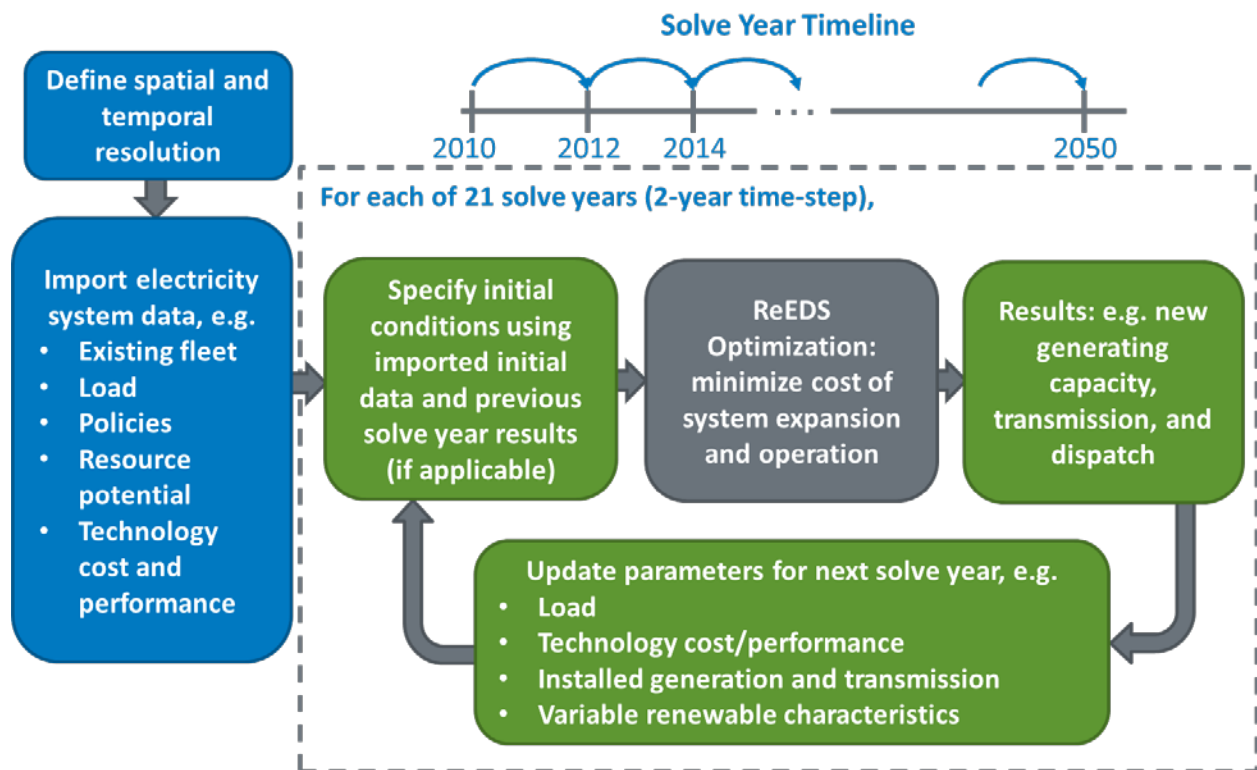 Solve Year Timeline
2010
2012
2014
...
2050
Define spatial and
temporal
resolution
Import electricity
system data, e.g.
• Existing fleet
• Load
• Policies
• Resource
potential
• Technology
cost and
performance
For each of 21 solve years (2-year time-step),
Specify initial
conditions using
imported initial
data and previous
solve year results
(if applicable)
ReEDS
Optimization:
minimize cost of
system expansion
and operation
Results: e.g. new
generating
capacity,
transmission, and
dispatch
Update parameters for next solve year, e.g.
• Load
• Technology cost/performance
• Installed generation and transmission
• Variable renewable characteristics